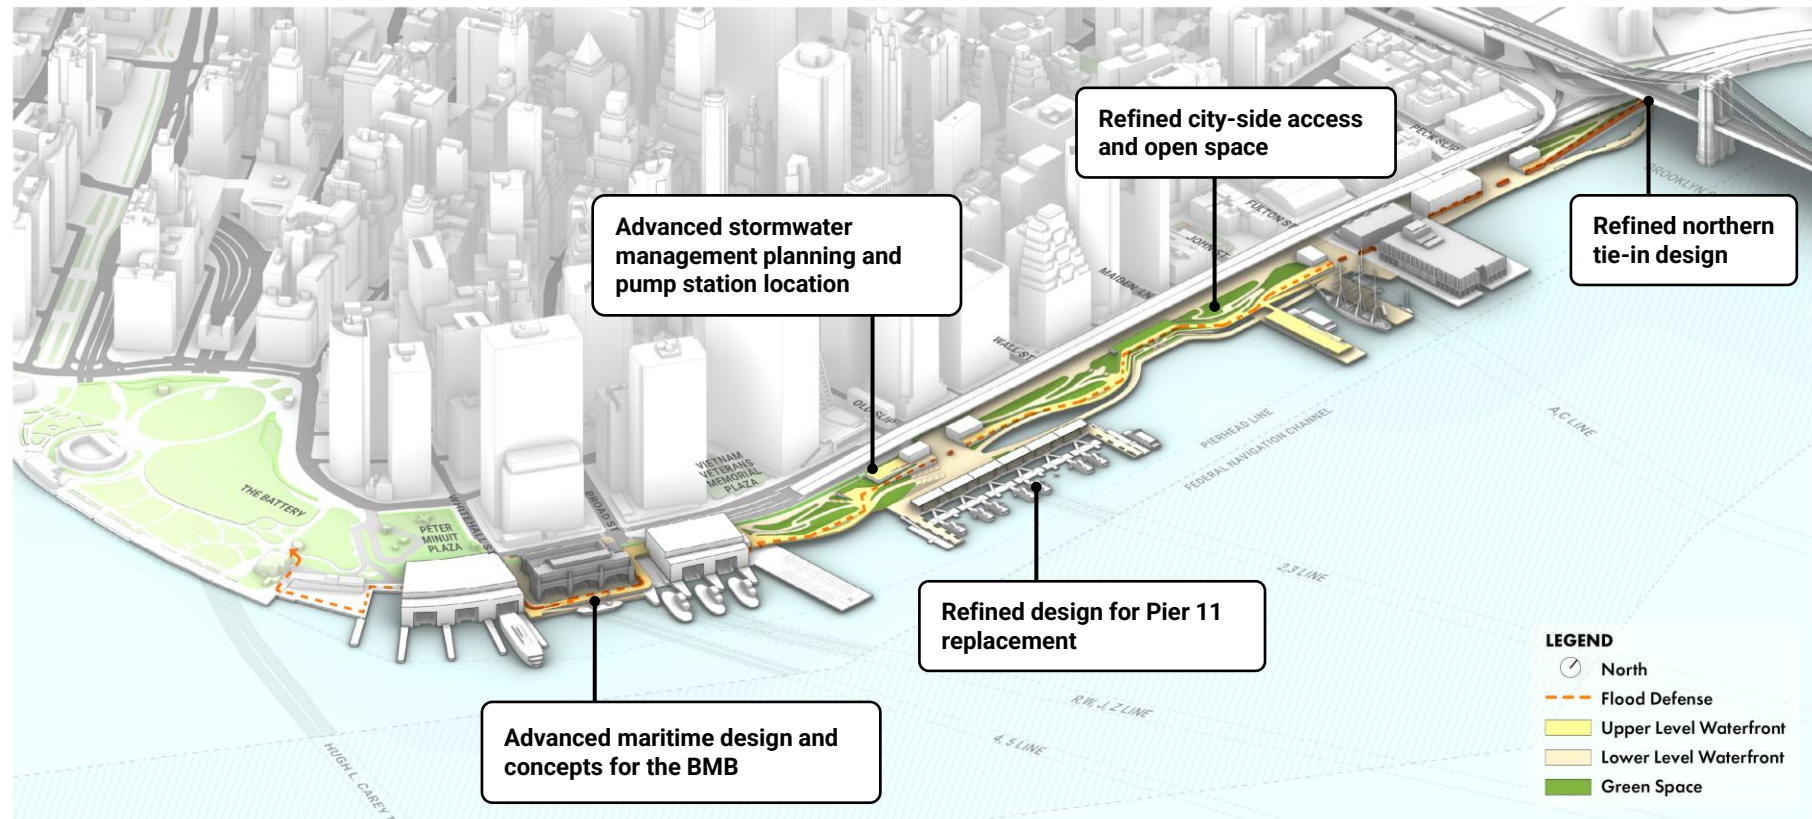 Refined city-side access
and open space
PECK SLIP
BROOKLYN
Advanced stormwater
management planning and
pump station location
Refined northern
tie-in design
FULTON ST
JOHN ST
MAIDEN LN
WALL ST
OLD SLIP
PIERHEAD LINE
FEDERAL NAVIGATION CHANNEL
A,C LINE
VIETNAM
VETERANS
MEMORIAL
PLAZA
THE BATTERY
WHITEHALL S
BROAD ST
PETER
MINUIT
PLAZA
2,3 LINE
Refined design for Pier 11
replacement
R,W, J, Z LINE
4, 5 LINE
Advanced maritime design and
concepts for the BMB
HUGH L. CAREY
LEGEND
North
Flood Defense
Upper Level Waterfront
Lower Level Waterfront
Green Space